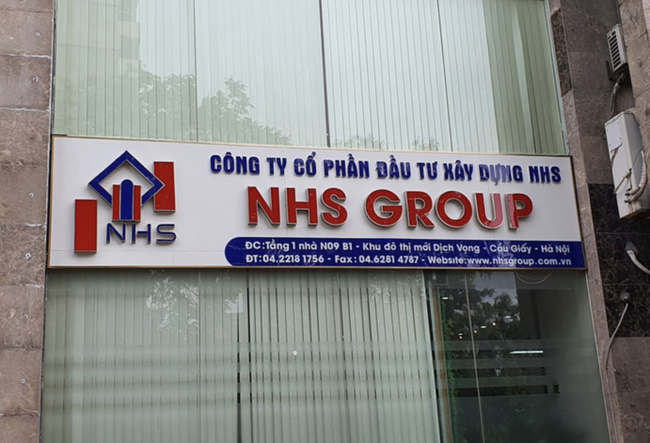 CÔNG TY CỔ PHẦN ĐẦU TƯ XÂY DỰNG NHS
NHS GROUP
NHS
ĐC: Tầng 1 nhà N09 B1 - Khu đô thị mới Dịch Vọng - Cầu Giấy - Hà Nội
ĐT: 04.2218 1756 - Fax: 04.6281 4787 - Website: www.nhsgroup.com.vn